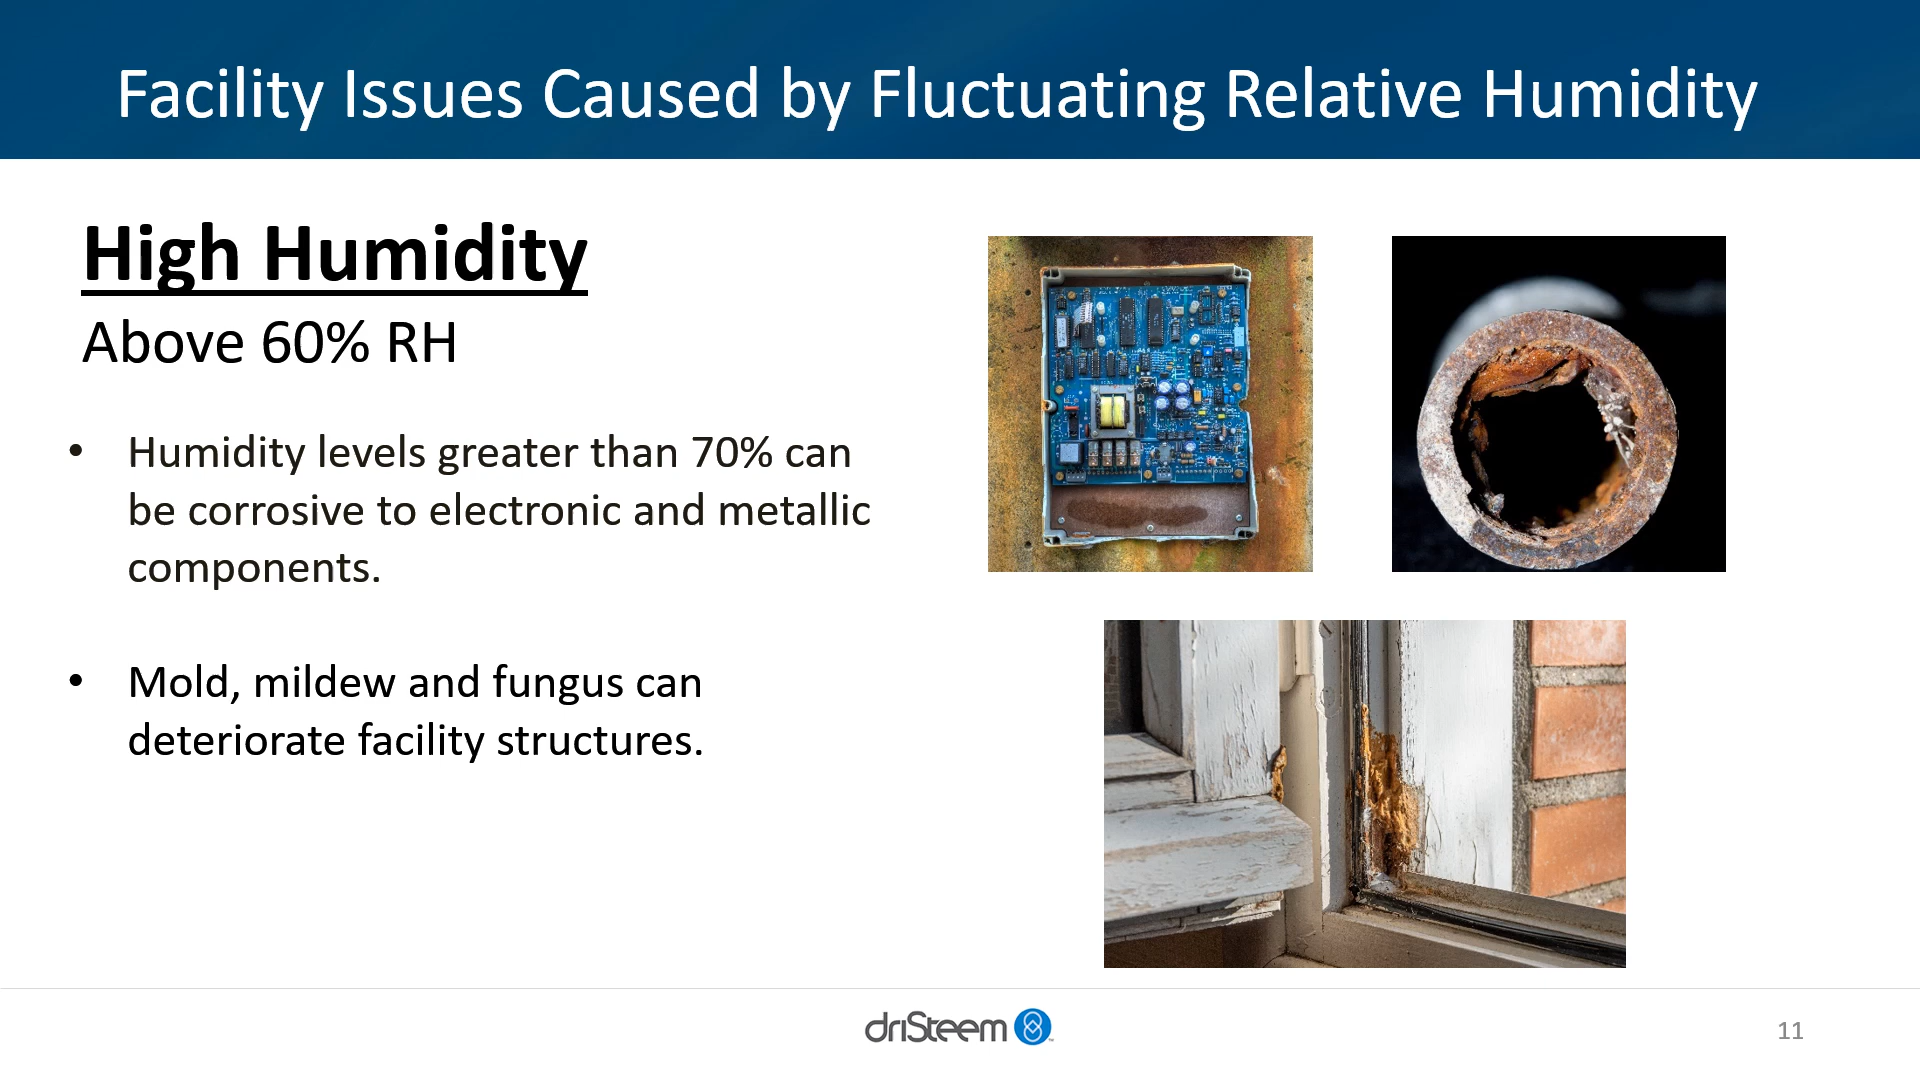 Facility Issues Caused by Fluctuating Relative Humidity
High Humidity
Above 60% RH
• Humidity levels greater than 70% can
be corrosive to electronic and metallic
components.
• Mold, mildew and fungus can
deteriorate facility structures.
driSteem
11